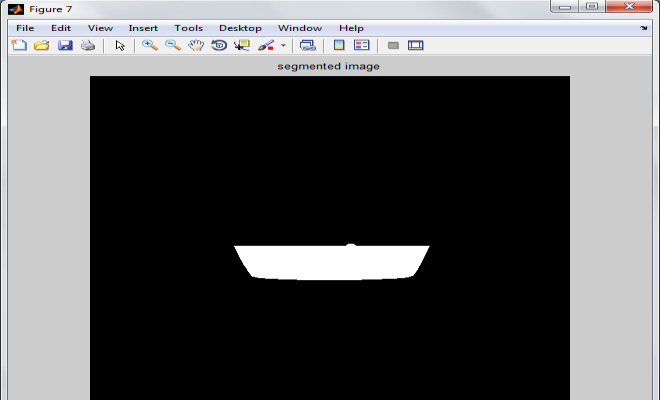 Figure 7
File Edit View Insert Tools Desktop Window Help
segmented image